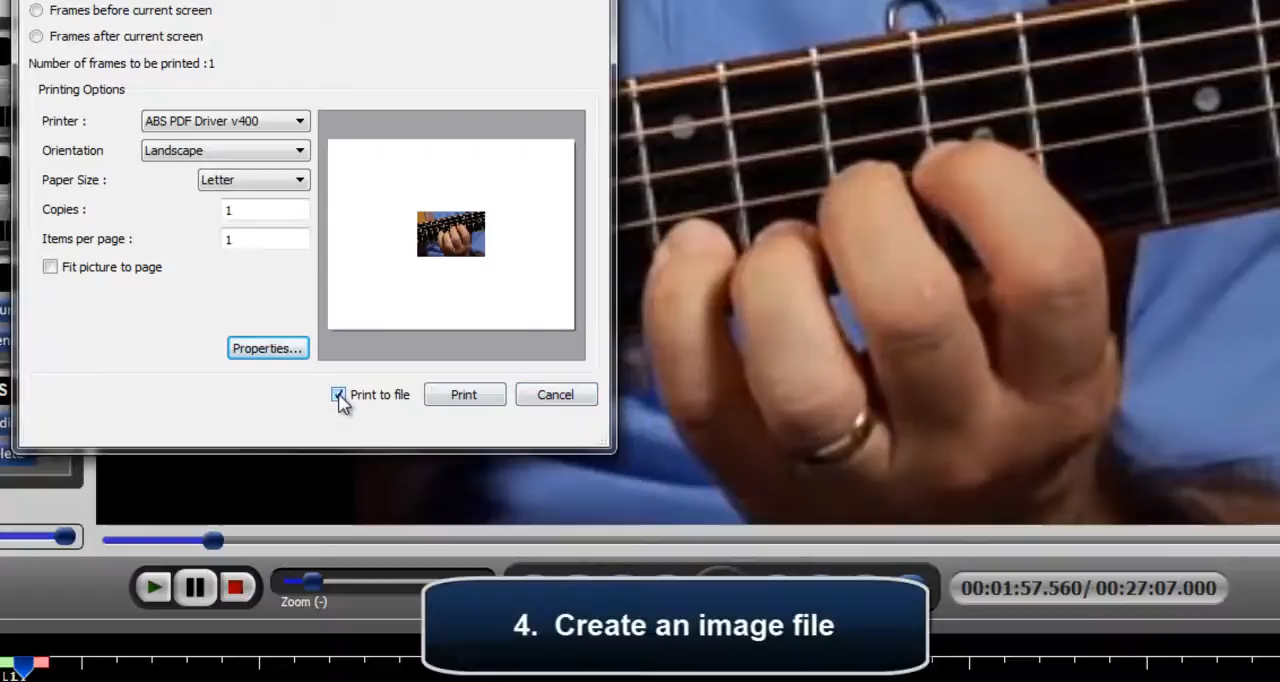 Frames before current screen
Frames after current screen
Number of frames to be printed :1
Printing Options
Printer : ABS PDF Driver v400
Orientation Landscape
Paper Size : Letter
Copies : 1
Items per page : 1
Fit picture to page
Properties...
Print to file Print Cancel
Zoom (-)
00:01:57.560/ 00:27:07.000
4. Create an image file